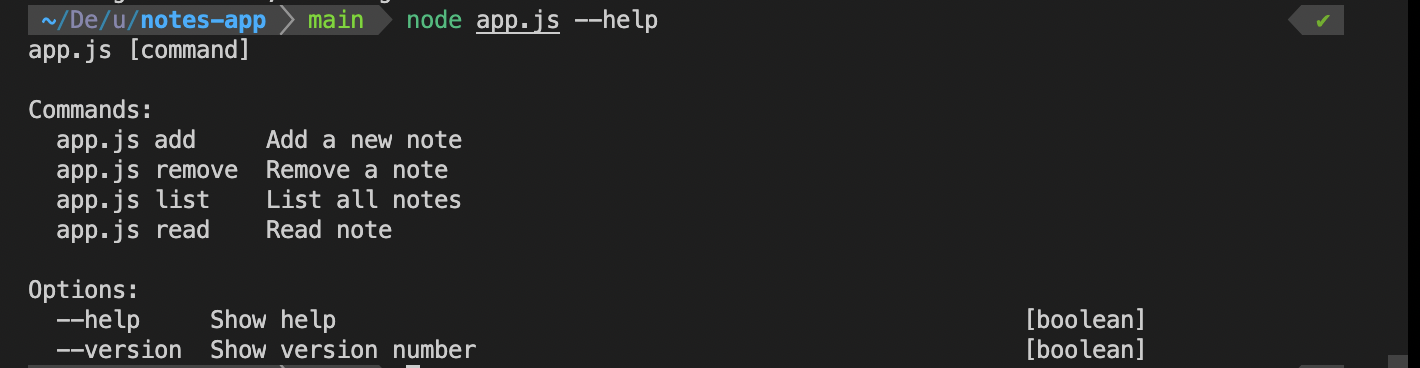 ~/De/u/notes-app main node app.js --help ✔
app.js [command]
Commands:
app.js add Add a new note
app.js remove Remove a note
app.js list List all notes
app.js read Read note
Options:
--help Show help [boolean]
--version Show version number [boolean]